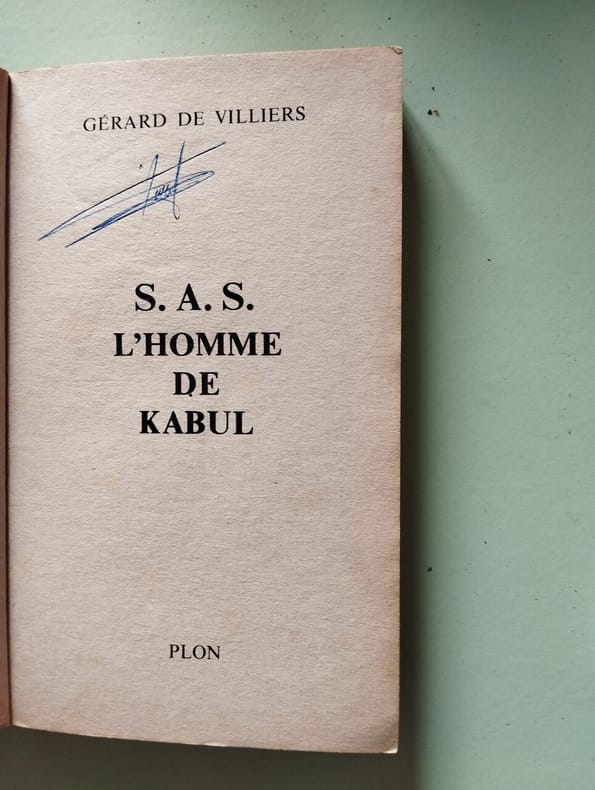 GÉRARD DE VILLIERS
S. A. S.
L'HOMME
DE
KABUL
PLON